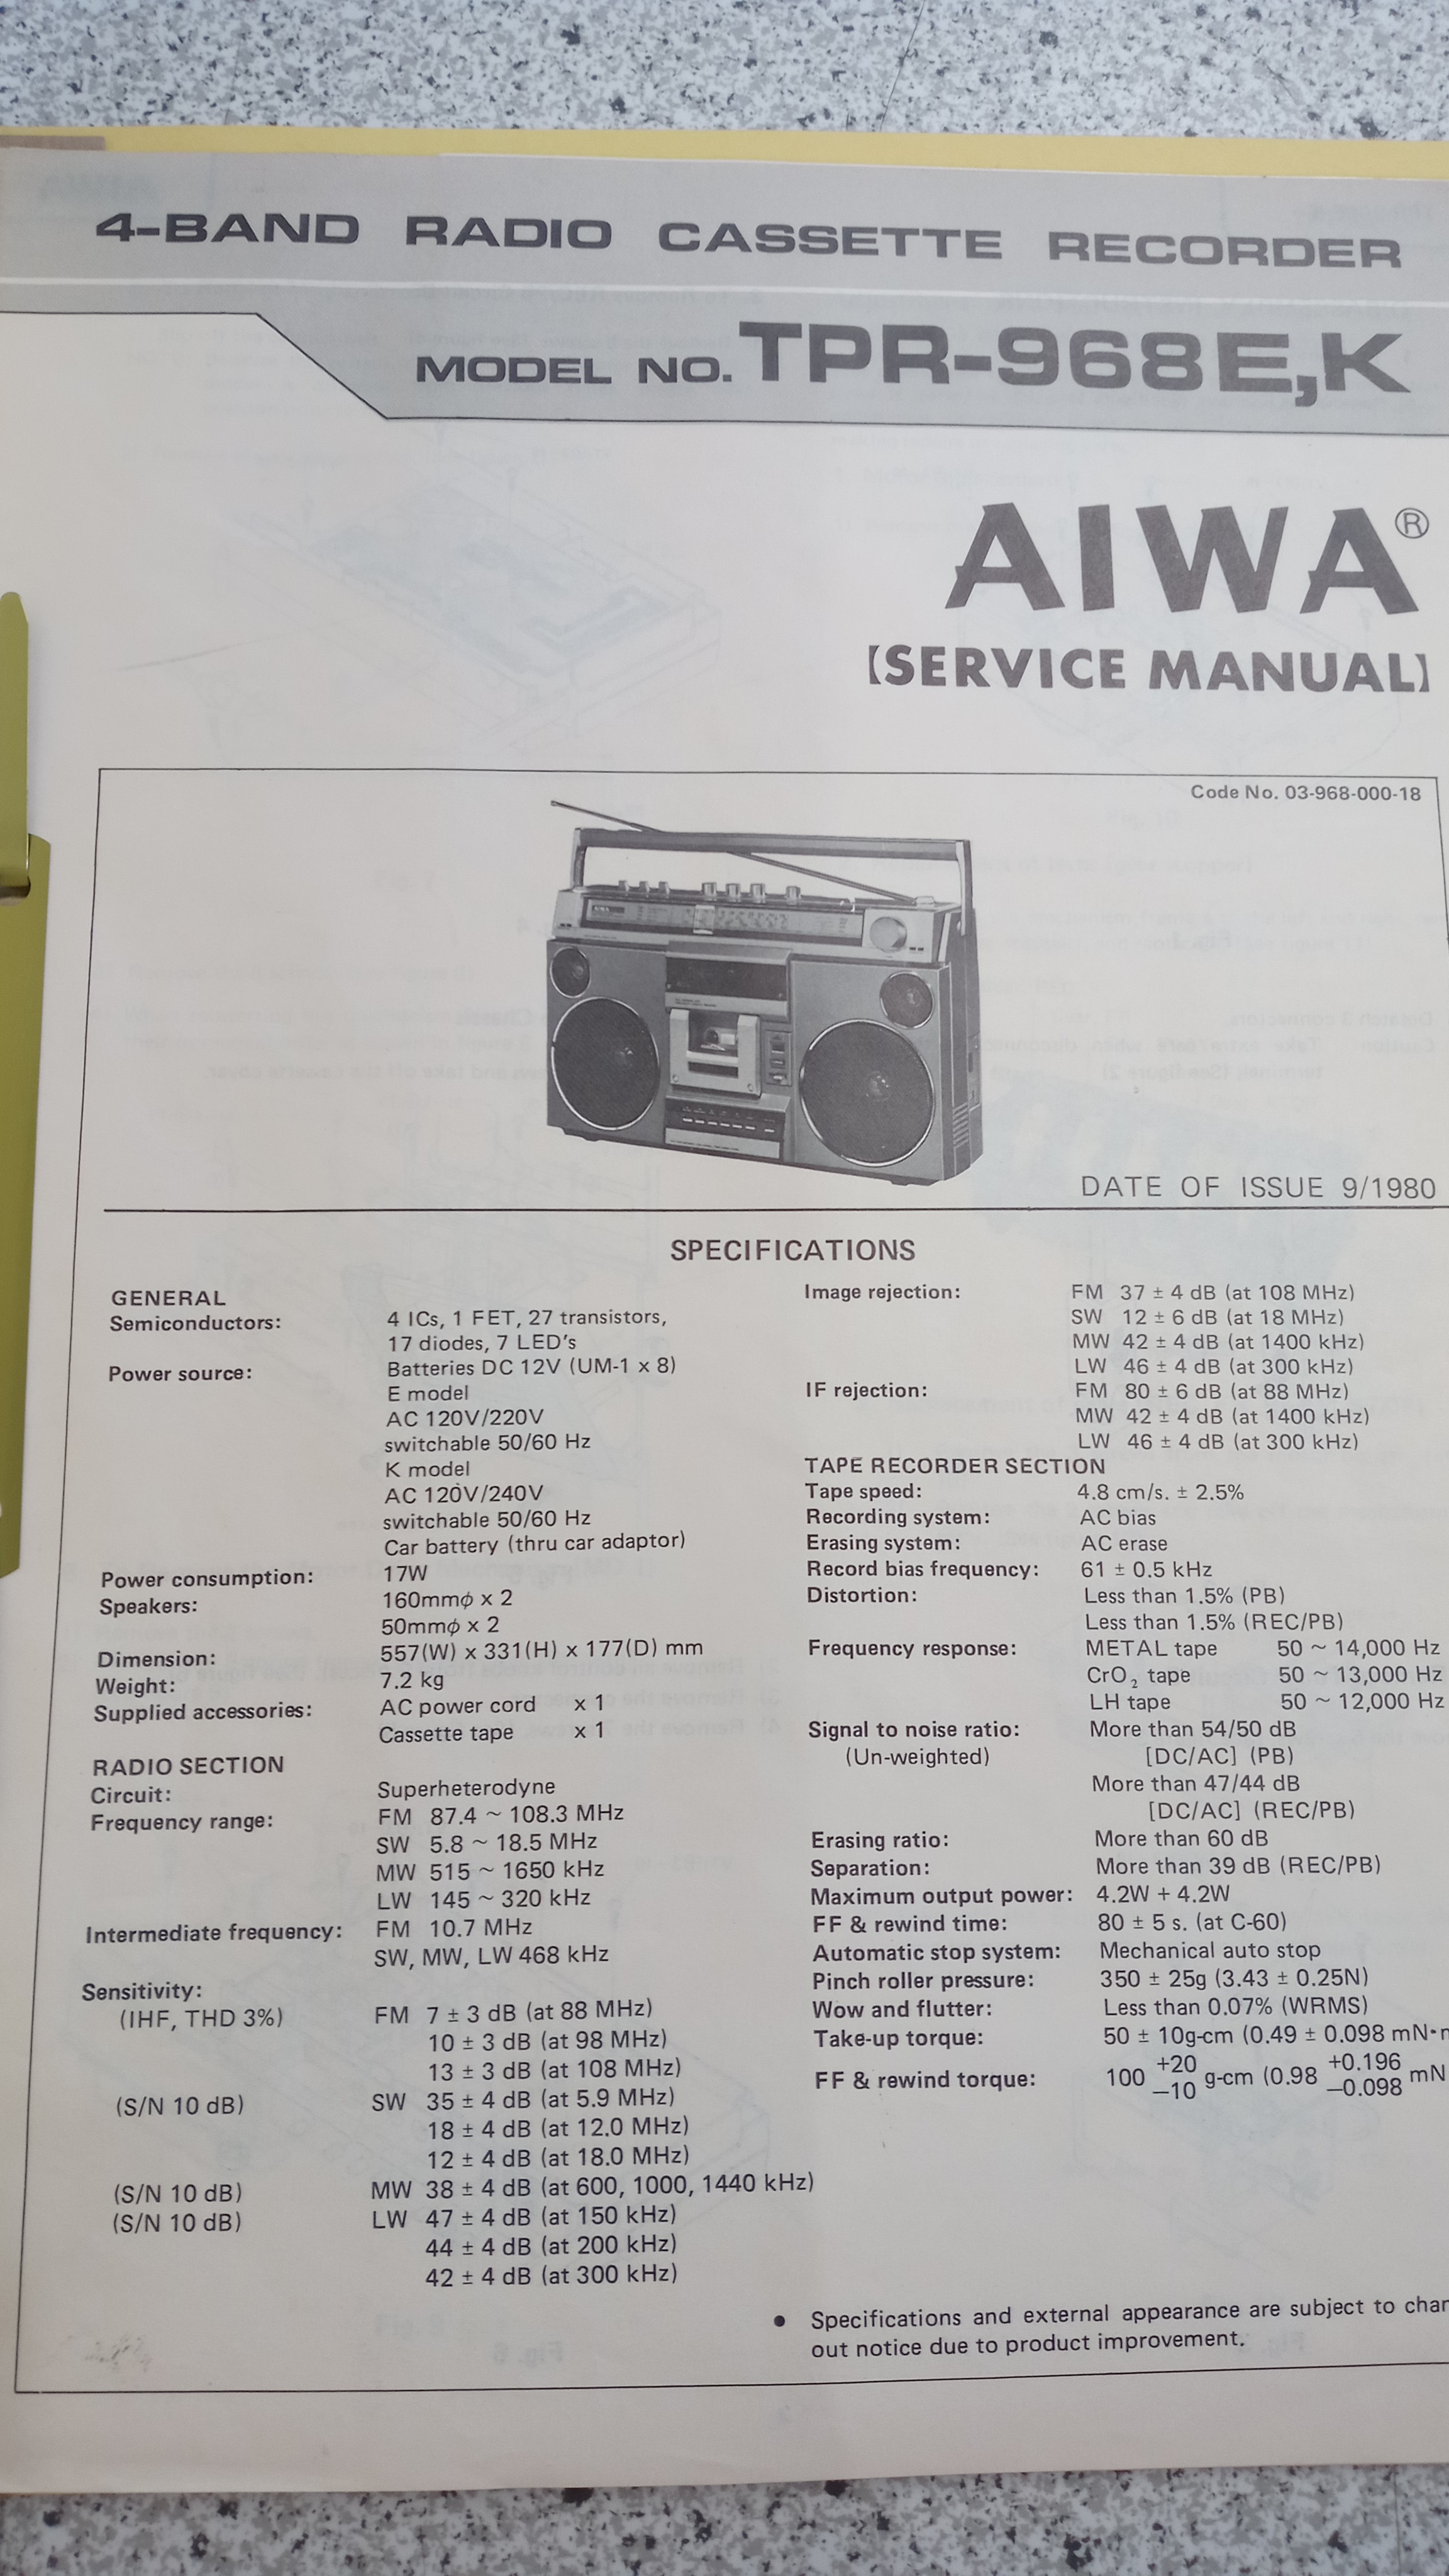 4-BAND RADIO CASSETTE RECORDER
MODEL NO. TPR-968E,K
AIWA®
【SERVICE MANUAL】
Code No. 03-968-000-18
DATE OF ISSUE 9/1980
SPECIFICATIONS
GENERAL
Semiconductors: 4 ICs, 1 FET, 27 transistors,
17 diodes, 7 LED's
Power source: Batteries DC 12V (UM-1 x 8)
E model
AC 120V/220V
switchable 50/60 Hz
K model
AC 120V/240V
switchable 50/60 Hz
Car battery (thru car adaptor)
Power consumption: 17W
Speakers: 160mmϕ x 2
50mmϕ x 2
Dimension: 557(W) x 331(H) x 177(D) mm
Weight: 7.2 kg
Supplied accessories: AC power cord x 1
Cassette tape x 1
RADIO SECTION
Circuit: Superheterodyne
Frequency range: FM 87.4 ~ 108.3 MHz
SW 5.8 ~ 18.5 MHz
MW 515 ~ 1650 kHz
LW 145 ~ 320 kHz
Intermediate frequency: FM 10.7 MHz
SW, MW, LW 468 kHz
Sensitivity:
(IHF, THD 3%) FM 7 ± 3 dB (at 88 MHz)
10 ± 3 dB (at 98 MHz)
13 ± 3 dB (at 108 MHz)
(S/N 10 dB) SW 35 ± 4 dB (at 5.9 MHz)
18 ± 4 dB (at 12.0 MHz)
12 ± 4 dB (at 18.0 MHz)
(S/N 10 dB) MW 38 ± 4 dB (at 600, 1000, 1440 kHz)
(S/N 10 dB) LW 47 ± 4 dB (at 150 kHz)
44 ± 4 dB (at 200 kHz)
42 ± 4 dB (at 300 kHz)
Image rejection: FM 37 ± 4 dB (at 108 MHz)
SW 12 ± 6 dB (at 18 MHz)
MW 42 ± 4 dB (at 1400 kHz)
LW 46 ± 4 dB (at 300 kHz)
IF rejection: FM 80 ± 6 dB (at 88 MHz)
MW 42 ± 4 dB (at 1400 kHz)
LW 46 ± 4 dB (at 300 kHz)
TAPE RECORDER SECTION
Tape speed: 4.8 cm/s. ± 2.5%
Recording system: AC bias
Erasing system: AC erase
Record bias frequency: 61 ± 0.5 kHz
Distortion: Less than 1.5% (PB)
Less than 1.5% (REC/PB)
Frequency response: METAL tape 50 ~ 14,000 Hz
CrO₂ tape 50 ~ 13,000 Hz
LH tape 50 ~ 12,000 Hz
Signal to noise ratio: More than 54/50 dB
(Un-weighted) [DC/AC] (PB)
More than 47/44 dB
[DC/AC] (REC/PB)
Erasing ratio: More than 60 dB
Separation: More than 39 dB (REC/PB)
Maximum output power: 4.2W + 4.2W
FF & rewind time: 80 ± 5 s. (at C-60)
Automatic stop system: Mechanical auto stop
Pinch roller pressure: 350 ± 25g (3.43 ± 0.25N)
Wow and flutter: Less than 0.07% (WRMS)
Take-up torque: 50 ± 10g-cm (0.49 ± 0.098 mN·
FF & rewind torque: 100 +20 −10 g-cm (0.98 +0.196 −0.098 mN
● Specifications and external appearance are subject to
out notice due to product improvement.